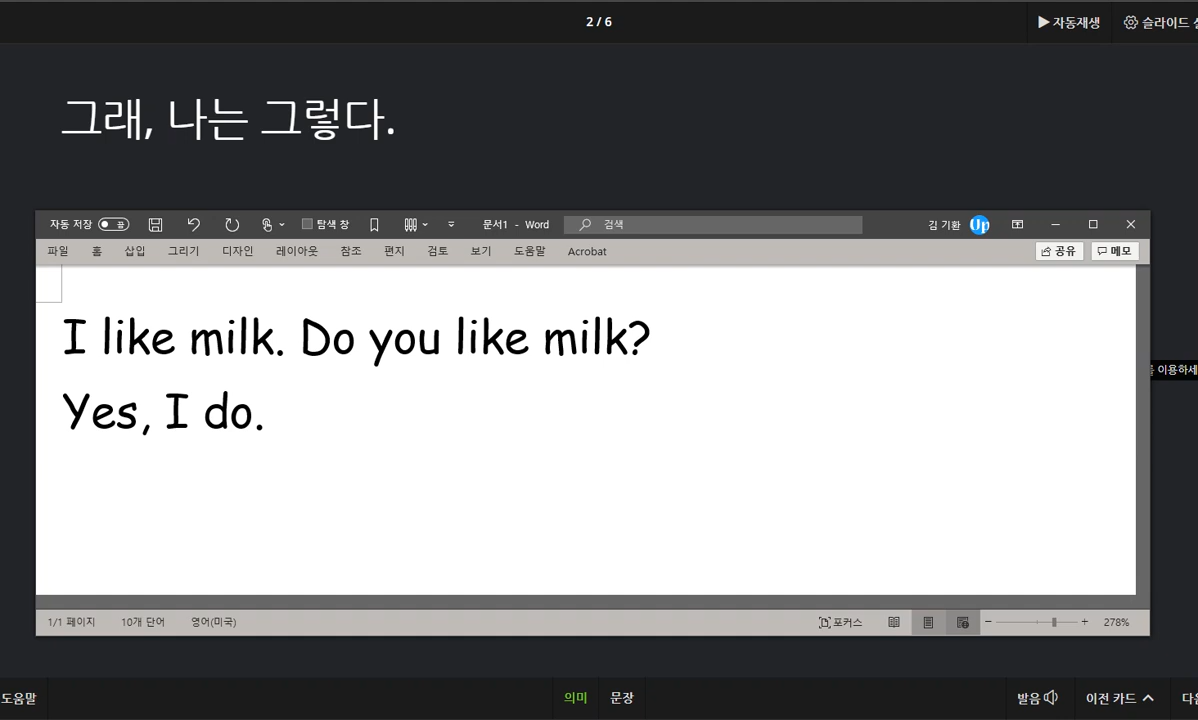 2 / 6
자동재생
슬라이드
그래, 나는 그렇다.
자동 저장 끔 탐색 창 문서1 - Word 검색 김 기환 Up
파일 홈 삽입 그리기 디자인 레이아웃 참조 편지 검토 보기 도움말 Acrobat 공유 메모
I like milk. Do you like milk?
Yes, I do.
이용하세
1/1 페이지 10개 단어 영어(미국) 포커스 278%
도움말 의미 문장 발음 이전 카드